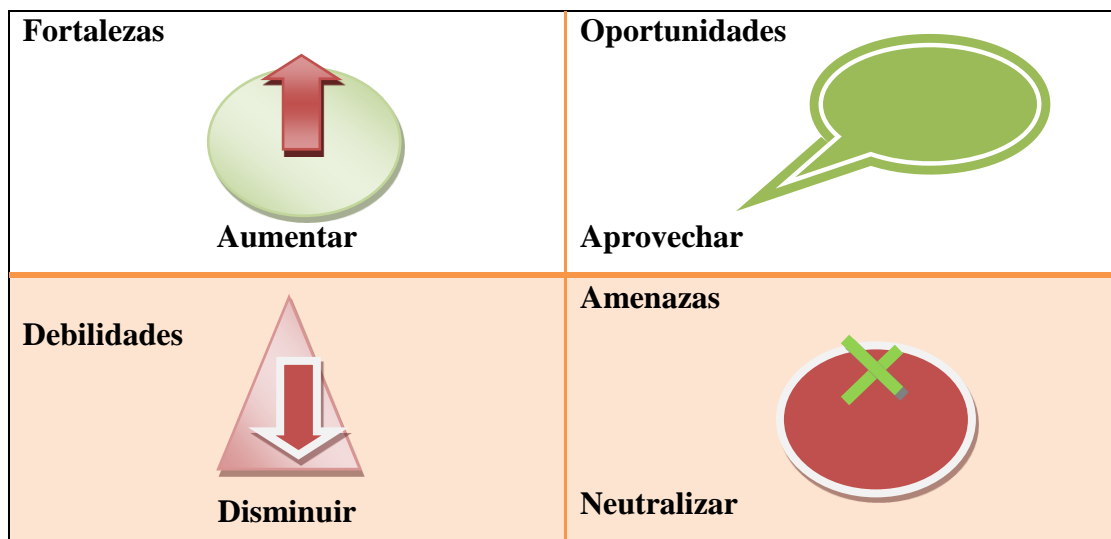 Fortalezas
Aumentar
Oportunidades
Aprovechar
Debilidades
Disminuir
Amenazas
Neutralizar